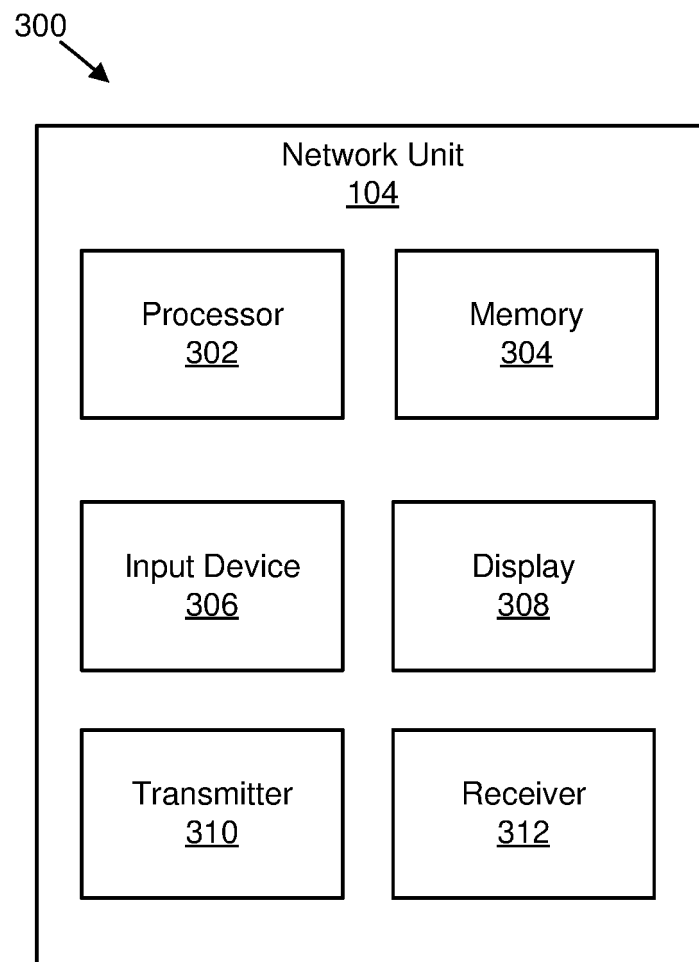 300
Network Unit
104
Processor
302
Memory
304
Input Device
306
Display
308
Transmitter
310
Receiver
312